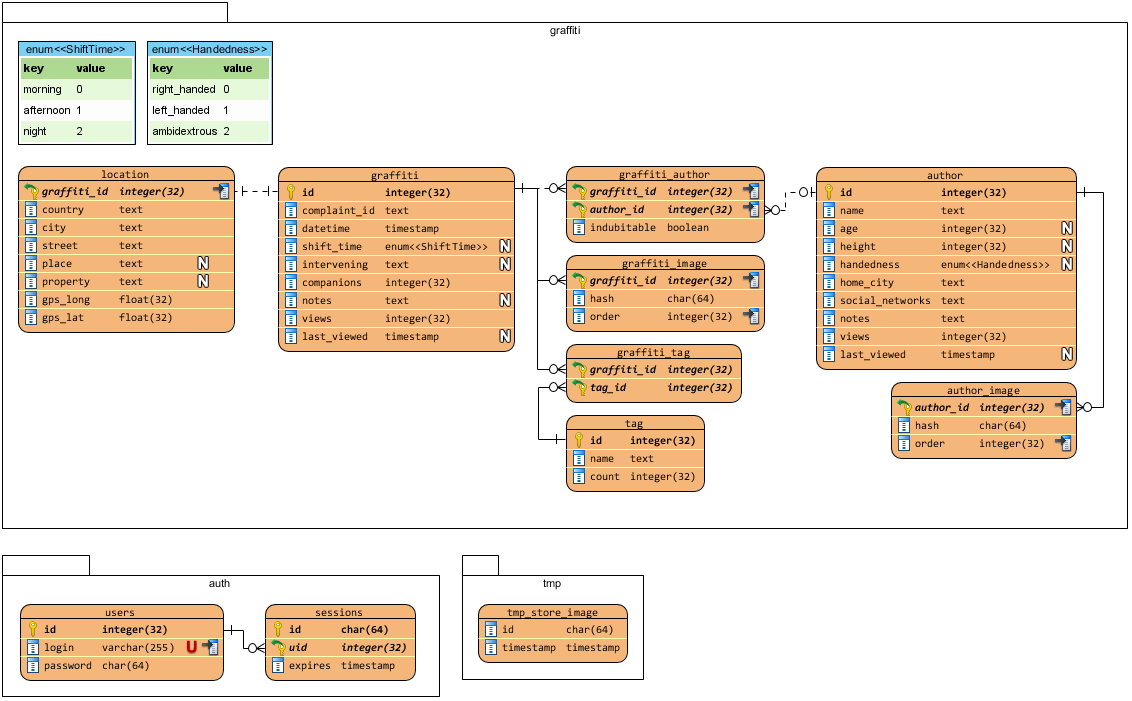 graffiti
enum<<ShiftTime>>
key value
morning 0
afternoon 1
night 2
enum<<Handedness>>
key value
right_handed 0
left_handed 1
ambidextrous 2
location
graffiti_id integer(32)
country text
city text
street text
place text N
property text N
gps_long float(32)
gps_lat float(32)
graffiti
id integer(32)
complaint_id text
datetime timestamp
shift_time enum<<ShiftTime>> N
intervening text N
companions integer(32)
notes text N
views integer(32)
last_viewed timestamp N
graffiti_author
graffiti_id integer(32)
author_id integer(32)
indubitable boolean
graffiti_image
graffiti_id integer(32)
hash char(64)
order integer(32)
graffiti_tag
graffiti_id integer(32)
tag_id integer(32)
tag
id integer(32)
name text
count integer(32)
author
id integer(32)
name text
age integer(32) N
height integer(32) N
handedness enum<<Handedness>> N
home_city text
social_networks text
notes text
views integer(32)
last_viewed timestamp N
author_image
author_id integer(32)
hash char(64)
order integer(32)
auth
users
id integer(32)
login varchar(255) U
password char(64)
sessions
id char(64)
uid integer(32)
expires timestamp
tmp
tmp_store_image
id char(64)
timestamp timestamp